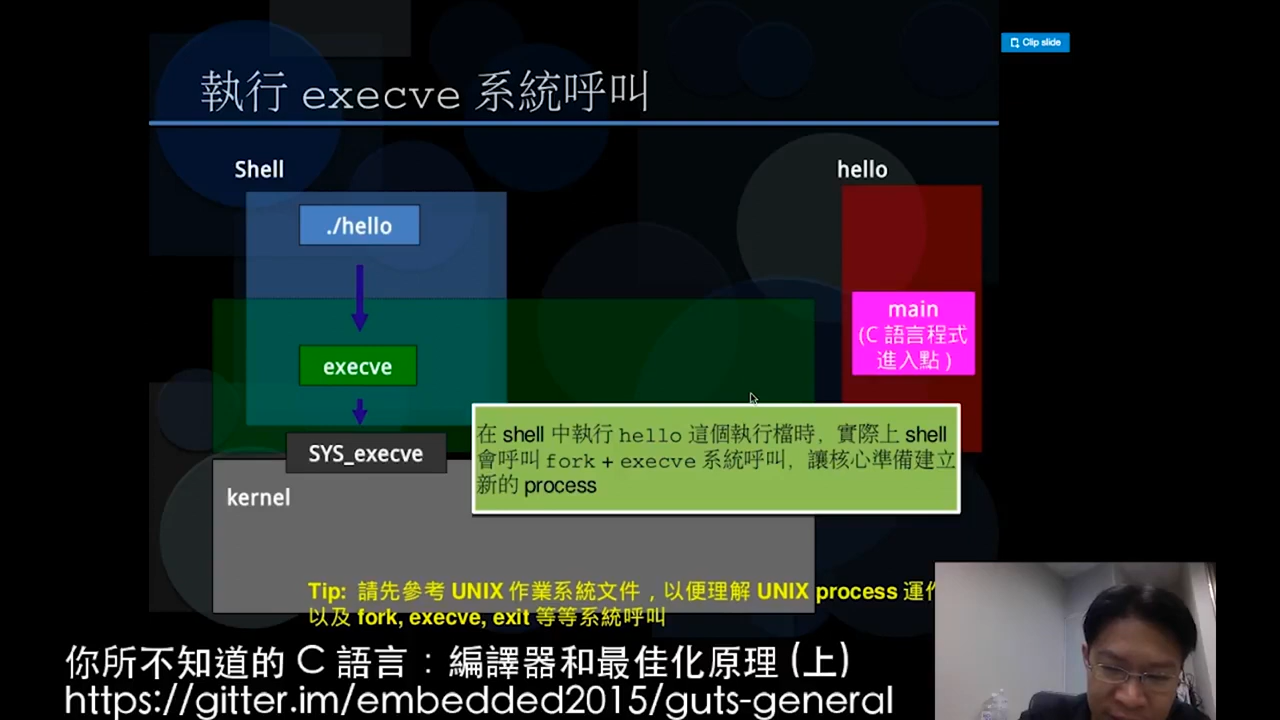 Clip slide
執行 execve 系統呼叫
Shell
hello
./hello
main
(C 語言程式
進入點 )
execve
SYS_execve
在 shell 中執行 hello 這個執行檔時，實際上 shell
會呼叫 fork + execve 系統呼叫，讓核心準備建立
新的 process
kernel
Tip: 請先參考 UNIX 作業系統文件，以便理解 UNIX process 運
以及 fork, execve, exit 等等系統呼叫
你所不知道的 C 語言：編譯器和最佳化原理 (上)
https://gitter.im/embedded2015/guts-general